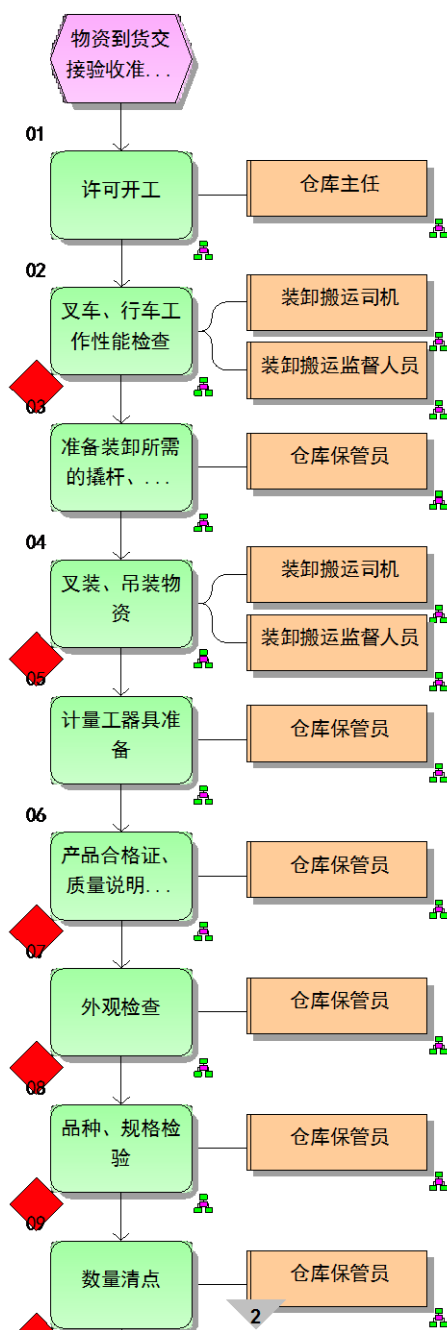 物资到货交
接验收准...
01
许可开工
仓库主任
02
叉车、行车工
作性能检查
装卸搬运司机
装卸搬运监督人员
03
准备装卸所需
的撬杆、...
仓库保管员
04
叉装、吊装物
资
装卸搬运司机
装卸搬运监督人员
05
计量工器具准
备
仓库保管员
06
产品合格证、
质量说明...
仓库保管员
07
外观检查
仓库保管员
08
品种、规格检
验
仓库保管员
09
数量清点
仓库保管员
2